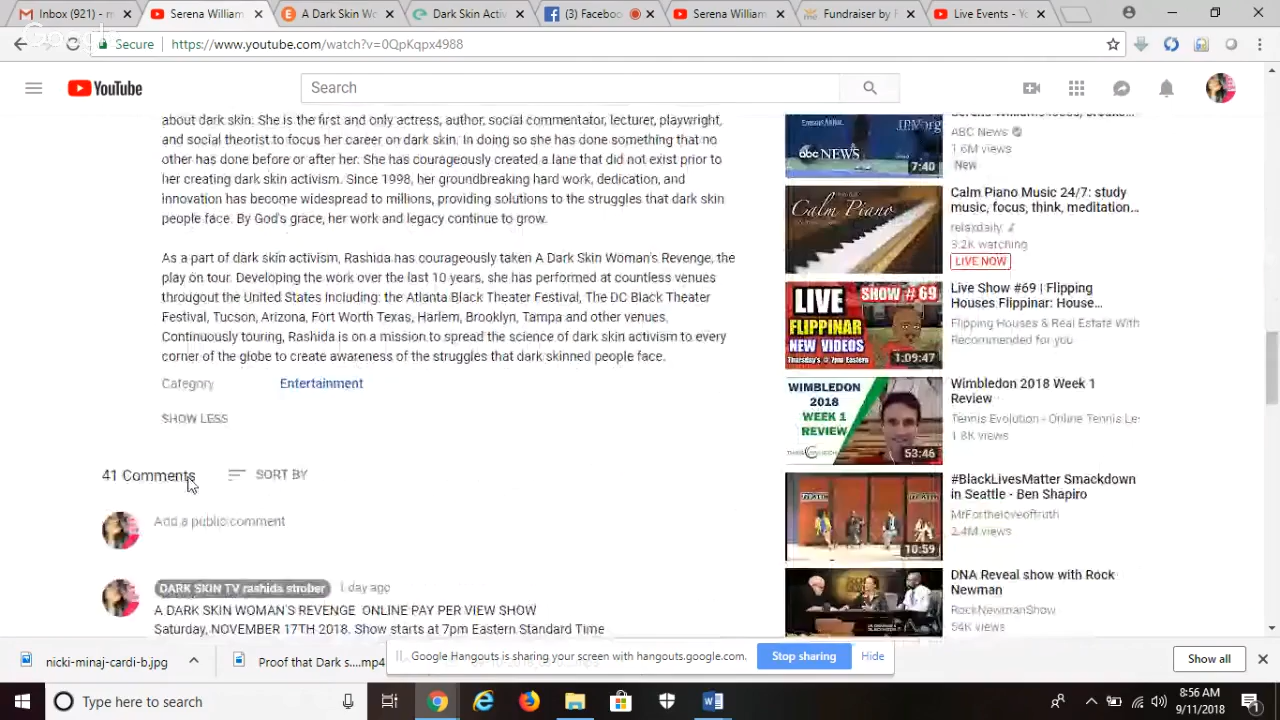 Inbox (921) - m
Serena William
A Dark Skin Wo
Dark Skin Acti
(3) Faceboo
Serena William
Fundraiser by
Live Events - Yo
Secure
https://www.youtube.com/watch?v=0QpKqpx4988
YouTube
Search
about dark skin. She is the first and only actress, author, social commentator, lecturer, playwright,
and social theorist to focus her career on dark skin. In doing so she has done something that no
other has done before or after her. She has courageously created a lane that did not exist prior to
her creating dark skin activism. Since 1998, her groundbreaking hard work, dedication, and
innovation has become widespread to millions, providing solutions to the struggles that dark skin
people face. By God's grace, her work and legacy continue to grow.
As a part of dark skin activism, Rashida has courageously taken A Dark Skin Woman's Revenge, the
play on tour. Developing the work over the last 10 years, she has performed at countless venues
througout the United States including: the Atlanta Black Theater Festival, The DC Black Theater
Festival, Tucson, Arizona, Fort Worth Texas, Harlem, Brooklyn, Tampa and other venues.
Continuously touring, Rashida is on a mission to spread the science of dark skin activism to every
corner of the globe to create awareness of the struggles that dark skinned people face.
Category
Entertainment
SHOW LESS
41 Comments
SORT BY
Add a public comment
DARK SKIN TV rashida strober
1 day ago
A DARK SKIN WOMAN'S REVENGE ONLINE PAY PER VIEW SHOW
Saturday, NOVEMBER 17TH 2018 Show starts at 7pm Eastern Standard Time
abc NEWS
7:40
ABC News
1.6M views
New
Calm Piano
Calm Piano Music 24/7: study
music, focus, think, meditation...
relaxdaily
3.2K watching
LIVE NOW
LIVE SHOW #69
FLIPPINAR
NEW VIDEOS
Thursday's @ 7pm Eastern
1:09:47
Live Show #69 | Flipping
Houses Flippinar: House...
Flipping Houses & Real Estate With
Recommended for you
WIMBLEDON
2018
WEEK 1
REVIEW
53:46
Wimbledon 2018 Week 1
Review
Tennis Evolution - Online Tennis Le-
1.8K views
10:59
#BlackLivesMatter Smackdown
in Seattle - Ben Shapiro
MrFortheloveoftruth
2.4M views
DNA Reveal show with Rock
Newman
RockNewmanShow
54K views
nicki-minaj-cardi-b.jpg
Proof that Dark s....mp4
Google Hangouts is sharing your screen with hangouts.google.com.
Stop sharing
Hide
Show all
Type here to search
8:56 AM
9/11/2018